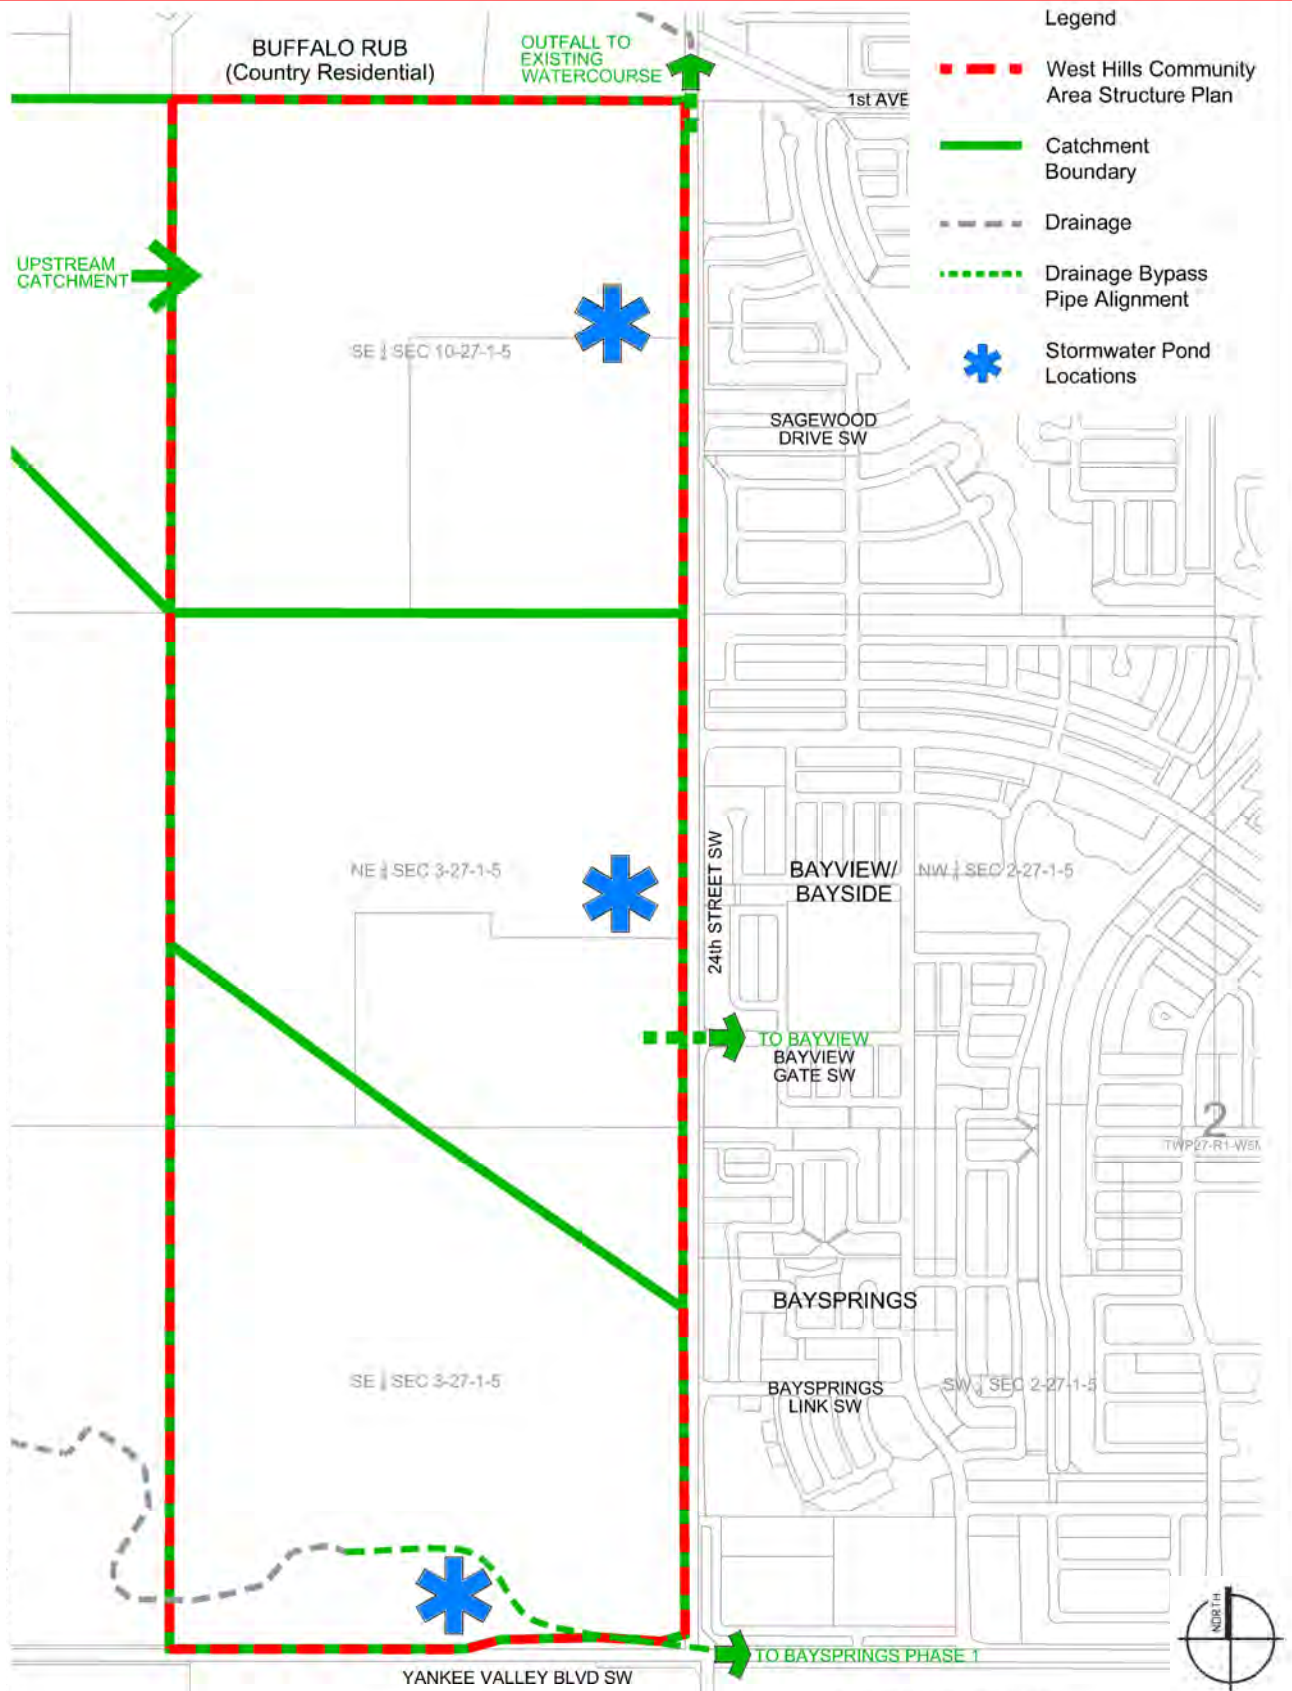 Legend
West Hills Community
Area Structure Plan
Catchment
Boundary
Drainage
Drainage Bypass
Pipe Alignment
Stormwater Pond
Locations
BUFFALO RUB
(Country Residential)
OUTFALL TO
EXISTING
WATERCOURSE
1st AVE
UPSTREAM
CATCHMENT
SE ¼ SEC 10-27-1-5
SAGEWOOD
DRIVE SW
NE ¼ SEC 3-27-1-5
24th STREET SW
BAYVIEW/
BAYSIDE
NW ¼ SEC 2-27-1-5
TO BAYVIEW
BAYVIEW
GATE SW
2
TWP27-R1-W5M
BAYSPRINGS
SE ¼ SEC 3-27-1-5
BAYSPRINGS
LINK SW
SW ¼ SEC 2-27-1-5
NORTH
TO BAYSPRINGS PHASE 1
YANKEE VALLEY BLVD SW